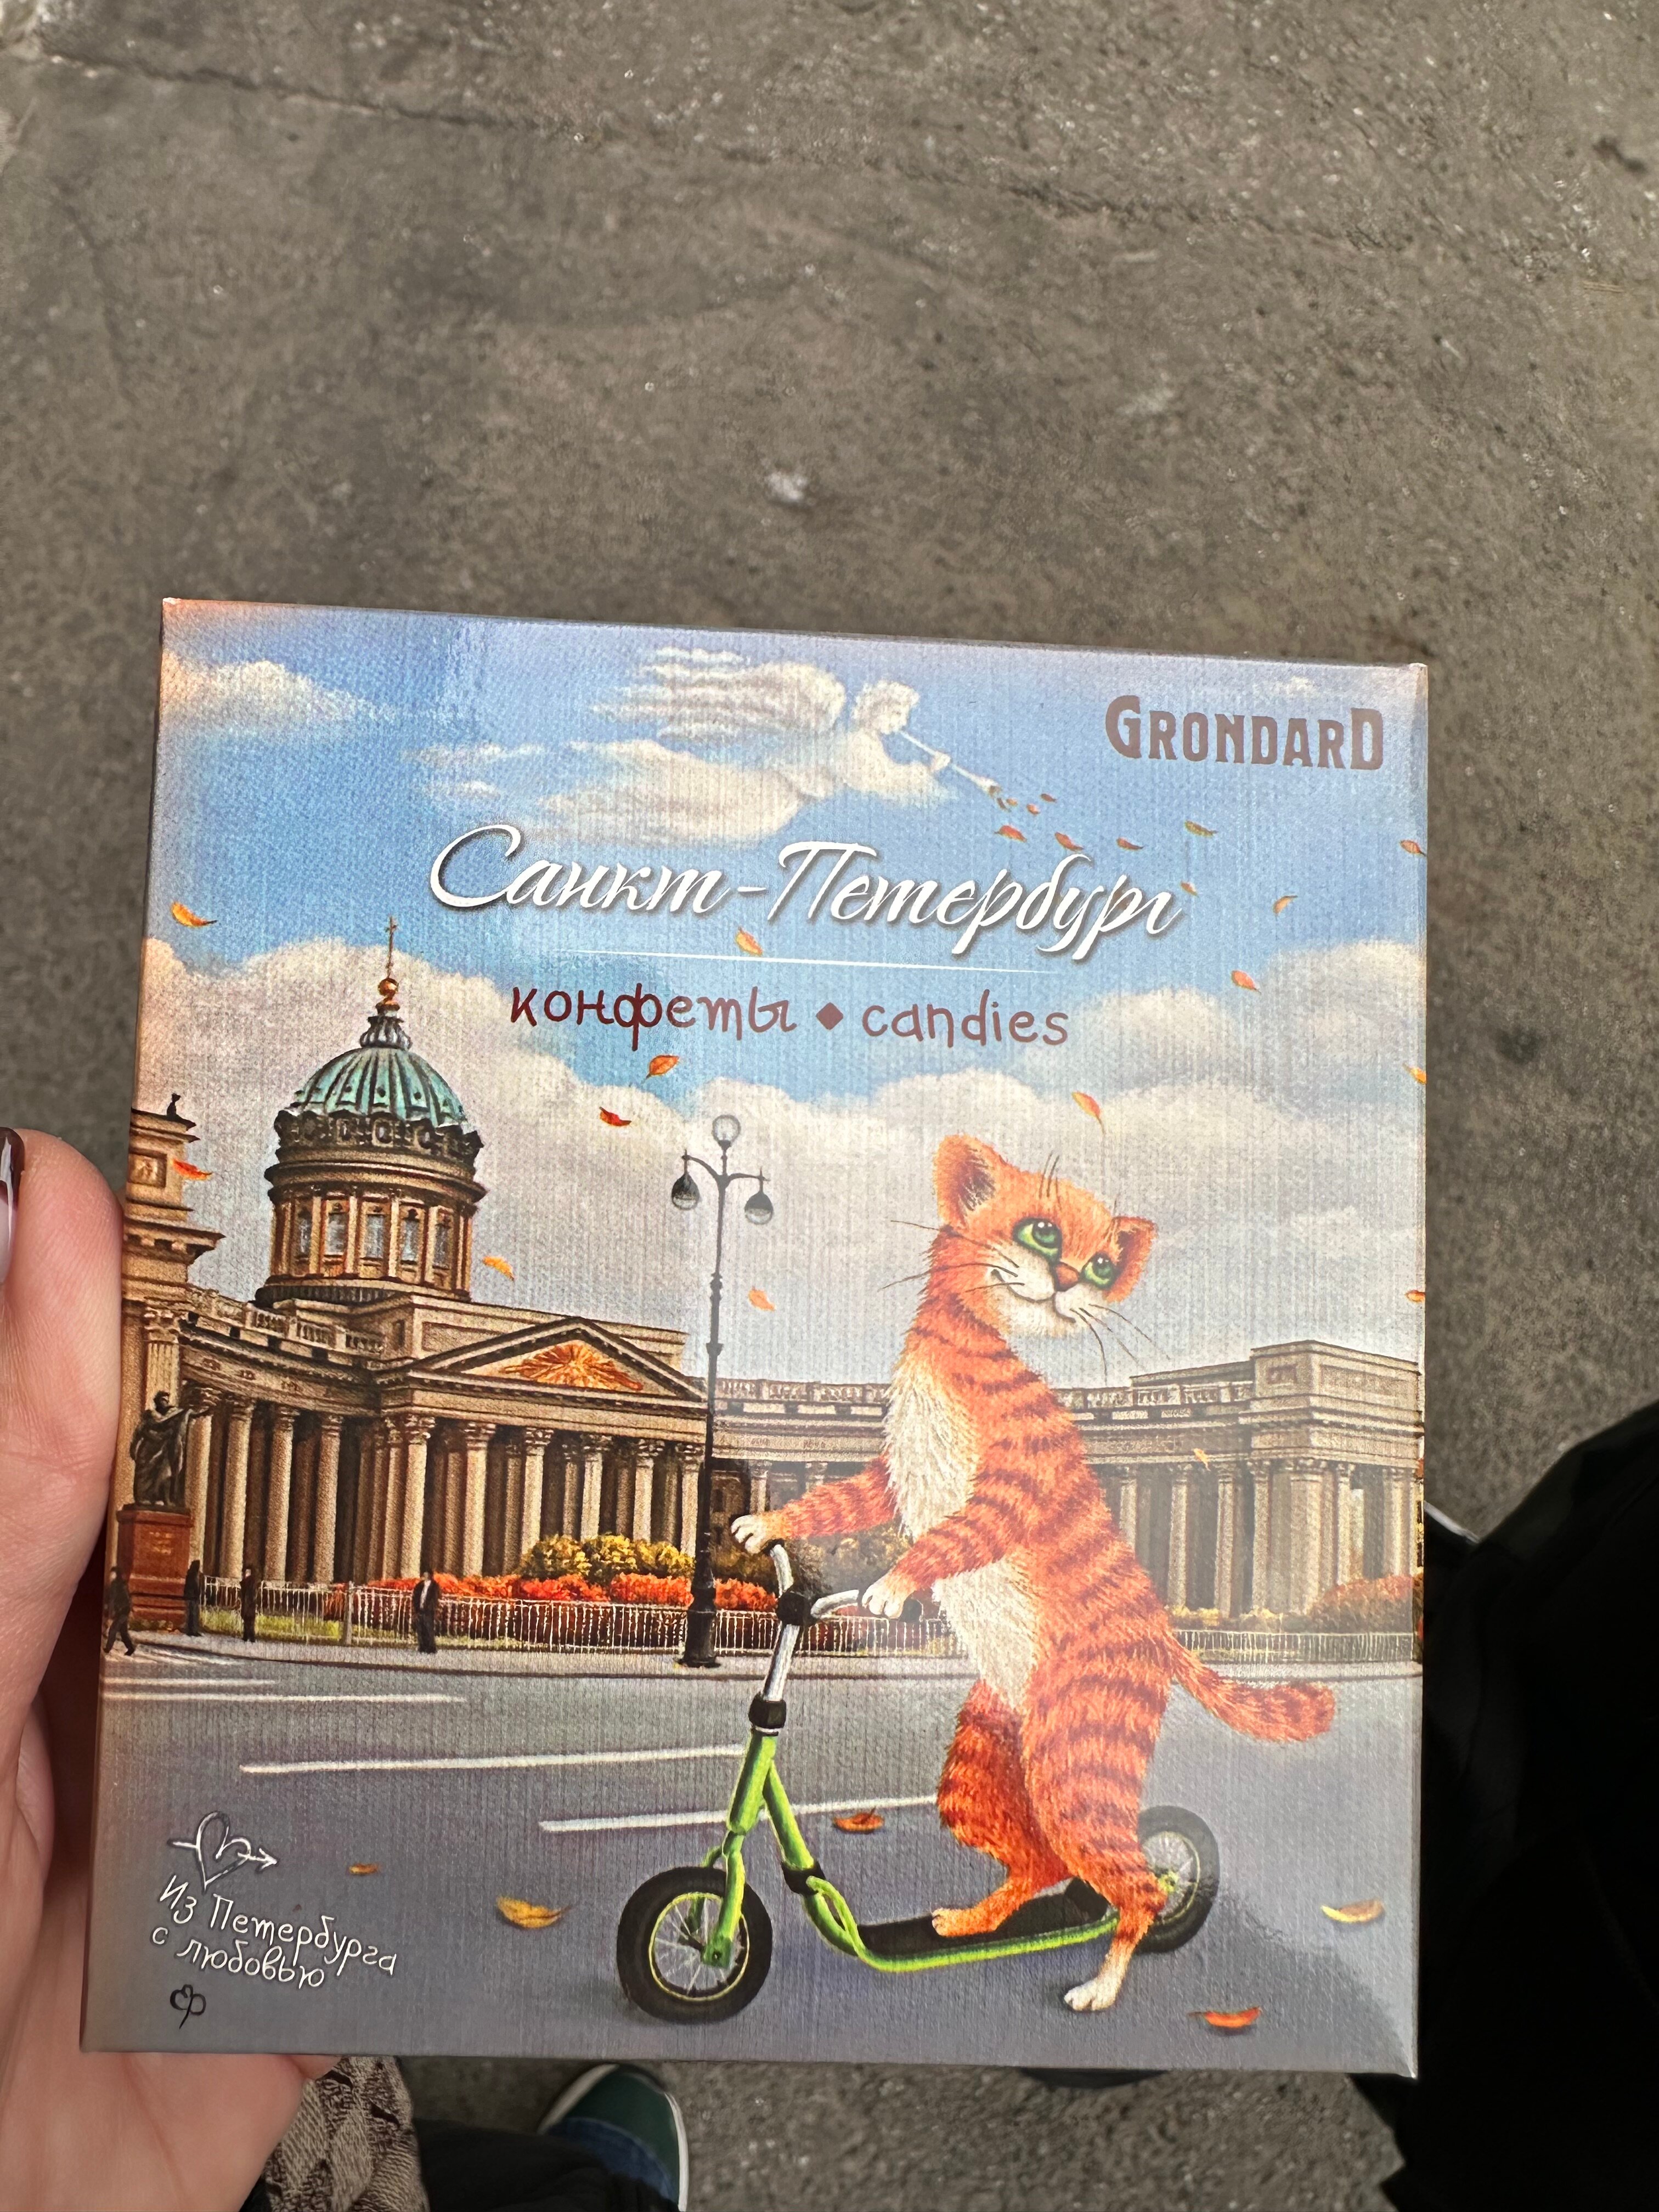 GRONDARD
Санкт-Петербург
конфеты ◆ candies
Из Петербурга
с любовью